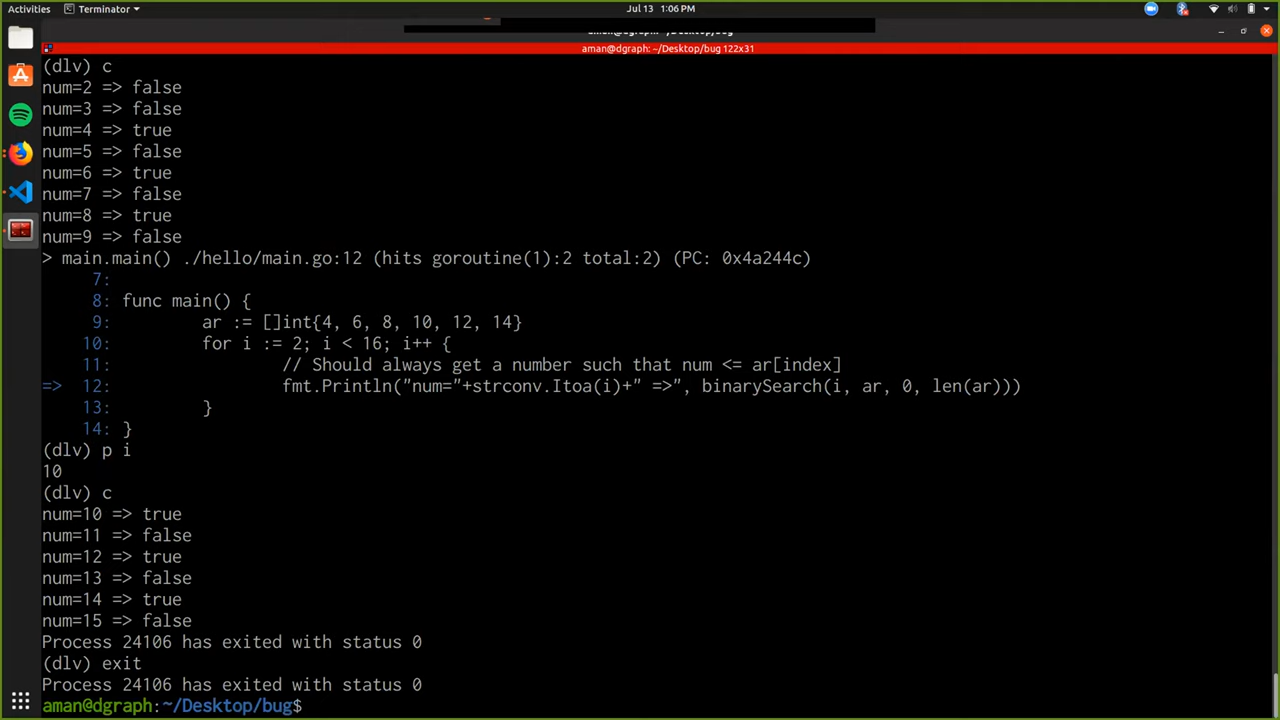 Activities Terminator Jul 13 1:06 PM
aman@dgraph: ~/Desktop/bug
aman@dgraph:~/Desktop/bug 122x31
(dlv) c
num=2 => false
num=3 => false
num=4 => true
num=5 => false
num=6 => true
num=7 => false
num=8 => true
num=9 => false
> main.main() ./hello/main.go:12 (hits goroutine(1):2 total:2) (PC: 0x4a244c)
7:
8: func main() {
9: ar := []int{4, 6, 8, 10, 12, 14}
10: for i := 2; i < 16; i++ {
11: // Should always get a number such that num <= ar[index]
=> 12: fmt.Println("num="+strconv.Itoa(i)+" =>", binarySearch(i, ar, 0, len(ar)))
13: }
14: }
(dlv) p i
10
(dlv) c
num=10 => true
num=11 => false
num=12 => true
num=13 => false
num=14 => true
num=15 => false
Process 24106 has exited with status 0
(dlv) exit
Process 24106 has exited with status 0
aman@dgraph:~/Desktop/bug$